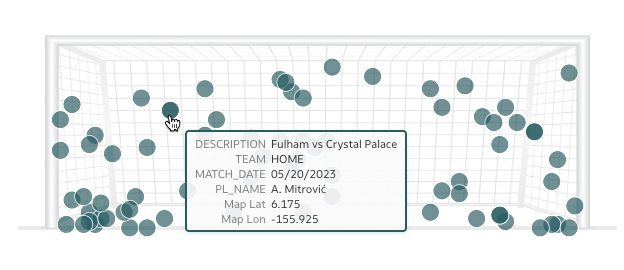 DESCRIPTION Fulham vs Crystal Palace
TEAM HOME
MATCH_DATE 05/20/2023
PL_NAME A. Mitrović
Map Lat 6.175
Map Lon -155.925